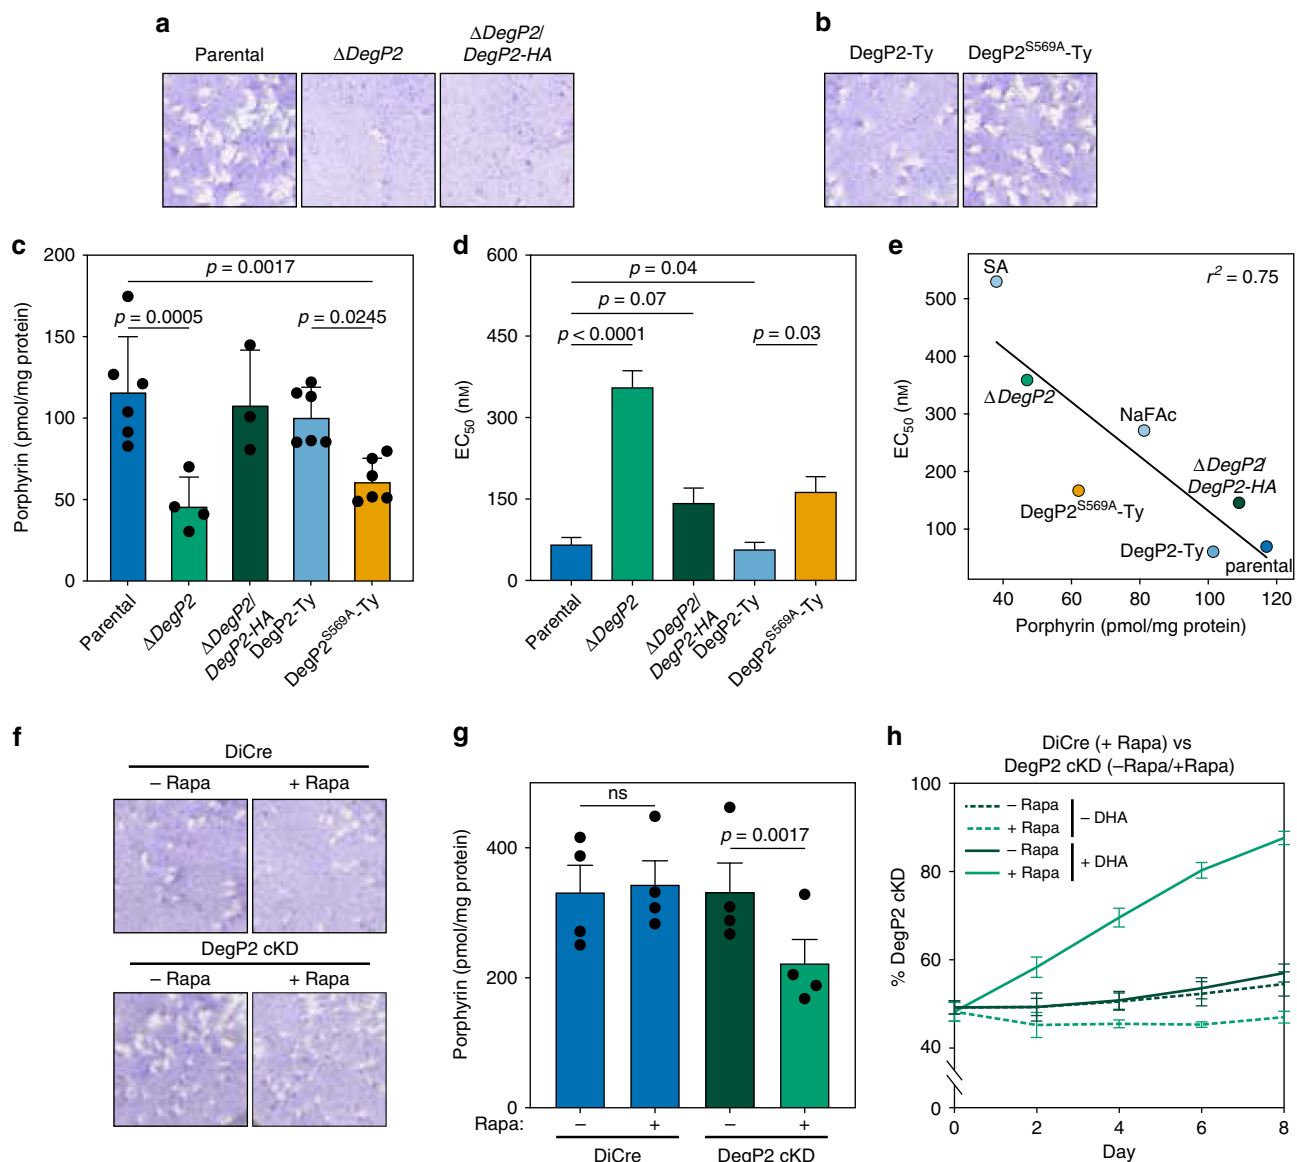 a
Parental
ΔDegP2
ΔDegP2/
DegP2-HA
b
DegP2-Ty
DegP2S569A-Ty
c
Porphyrin (pmol/mg protein)
200
150
100
50
0
p = 0.0017
p = 0.0005
p = 0.0245
Parental
ΔDegP2
ΔDegP2/
DegP2-HA
DegP2-Ty
DegP2S569A-Ty
d
EC50 (nM)
600
450
300
150
0
p = 0.04
p = 0.07
p < 0.0001
p = 0.03
Parental
ΔDegP2
ΔDegP2/
DegP2-HA
DegP2-Ty
DegP2S569A-Ty
e
EC50 (nM)
500
400
300
200
100
SA
r2 = 0.75
ΔDegP2
NaFAc
ΔDegP2/
DegP2-HA
DegP2S569A-Ty
DegP2-Ty
parental
40 60 80 100 120
Porphyrin (pmol/mg protein)
f
DiCre
– Rapa + Rapa
DegP2 cKD
– Rapa + Rapa
g
Porphyrin (pmol/mg protein)
400
200
0
ns
p = 0.0017
Rapa: – + – +
DiCre DegP2 cKD
h
DiCre (+ Rapa) vs
DegP2 cKD (–Rapa/+Rapa)
% DegP2 cKD
100
80
60
40
0
– Rapa
+ Rapa
– DHA
– Rapa
+ Rapa
+ DHA
0 2 4 6 8
Day